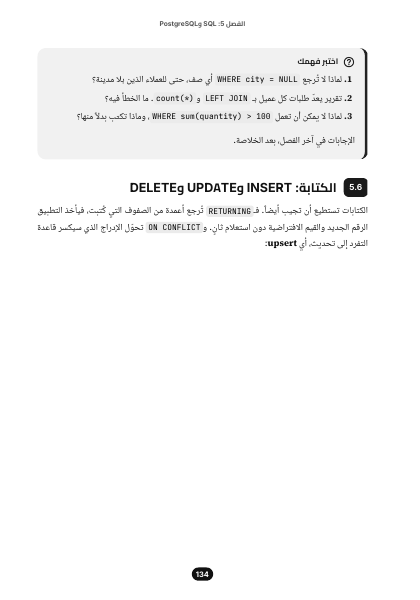 الفصل 5: SQL وPostgreSQL
اختبر فهمك
1. لماذا لا تُرجع WHERE city = NULL أي صف، حتى للعملاء الذين بلا مدينة؟
2. تقرير يعدّ طلبات كل عميل بـ LEFT JOIN و count(*). ما الخطأ فيه؟
3. لماذا لا يمكن أن تعمل WHERE sum(quantity) > 100، وماذا تكتب بدلاً منها؟
الإجابات في آخر الفصل، بعد الخلاصة.
5.6 الكتابة: INSERT وUPDATE وDELETE
الكتابات تستطيع أن تجيب أيضاً. فـ RETURNING تُرجع أعمدة من الصفوف التي كُتبت، فيأخذ التطبيق
الرقم الجديد والقيم الافتراضية دون استعلام ثانٍ. و ON CONFLICT تحوّل الإدراج الذي سيكسر قاعدة
التفرد إلى تحديث، أي upsert:
134